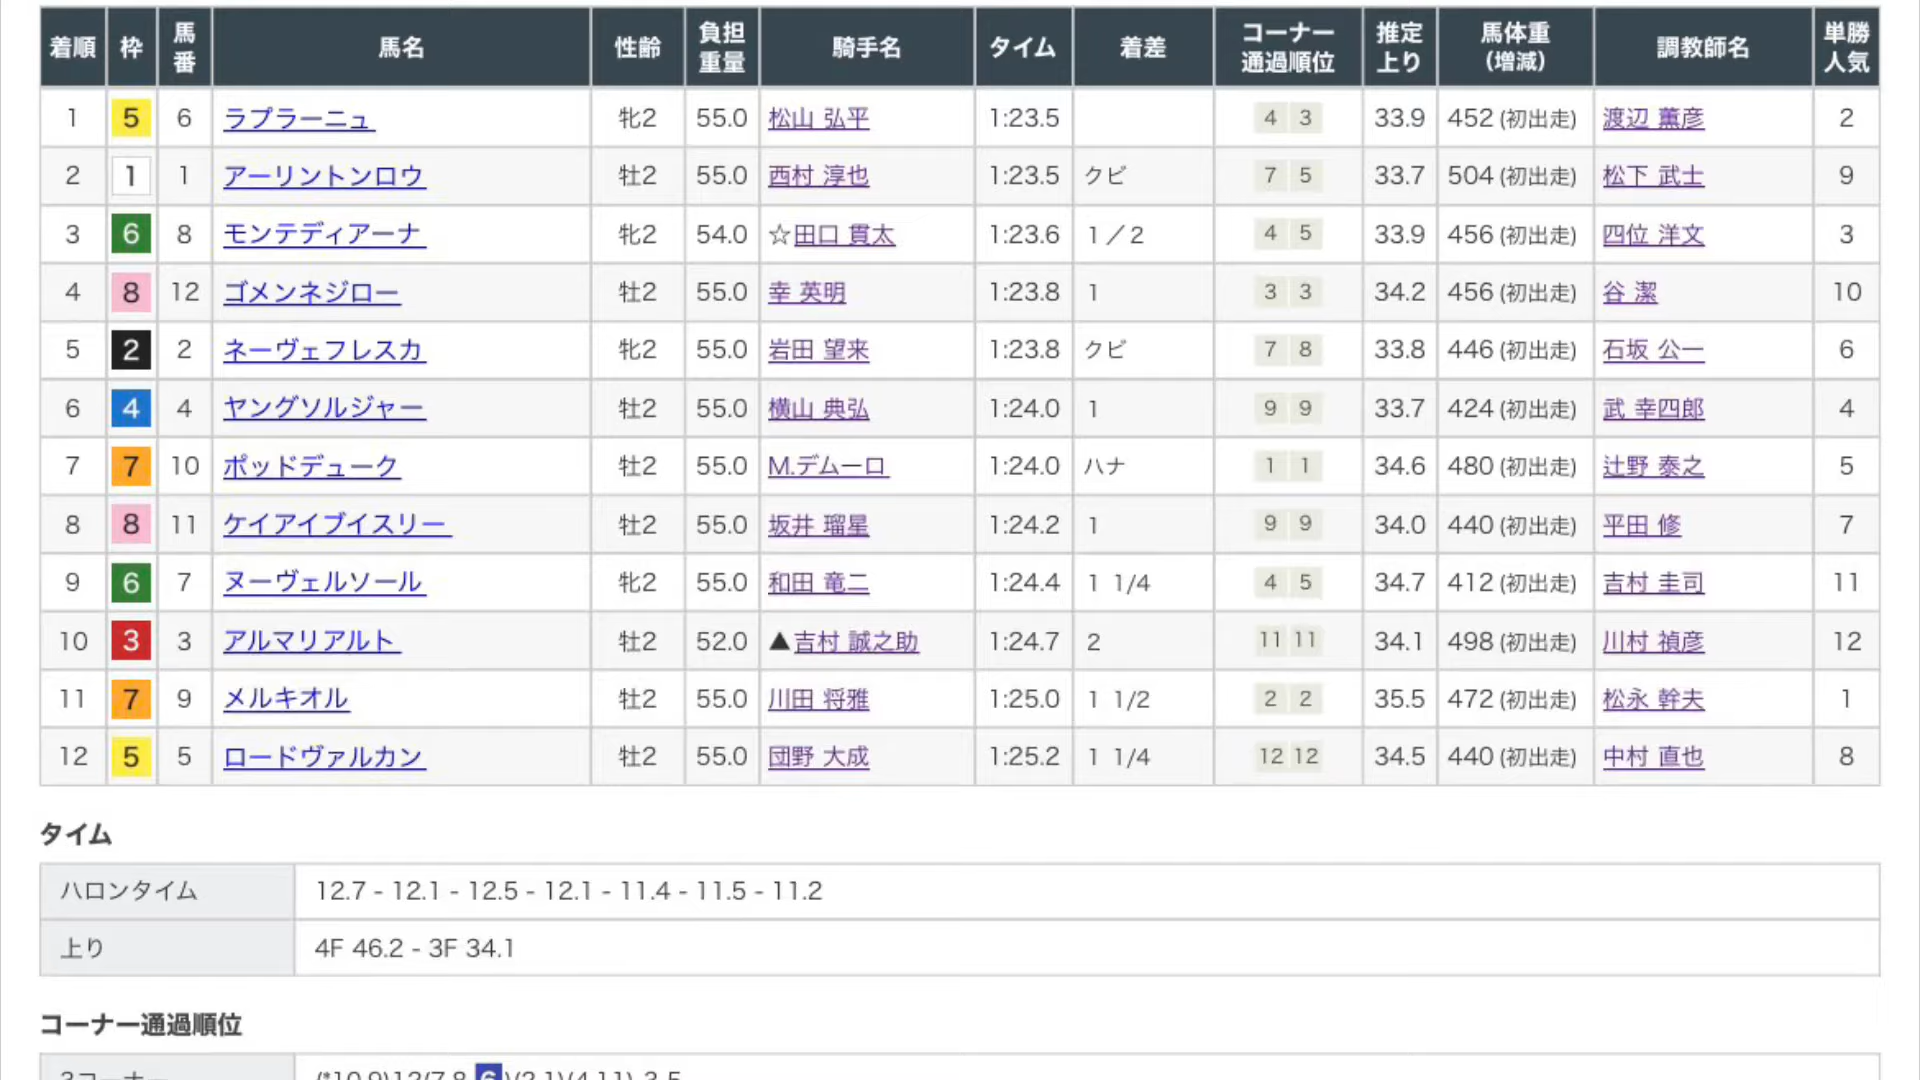 着順 枠 馬番 馬名 性齢 負担重量 騎手名 タイム 着差 コーナー通過順位 推定上り 馬体重(増減) 調教師名 単勝人気
1 5 6 ラプラーニュ 牝2 55.0 松山 弘平 1:23.5 4 3 33.9 452 (初出走) 渡辺 薫彦 2
2 1 1 アーリントンロウ 牡2 55.0 西村 淳也 1:23.5 クビ 7 5 33.7 504 (初出走) 松下 武士 9
3 6 8 モンテディアーナ 牝2 54.0 ☆田口 貫太 1:23.6 1／2 4 5 33.9 456 (初出走) 四位 洋文 3
4 8 12 ゴメンネジロー 牡2 55.0 幸 英明 1:23.8 1 3 3 34.2 456 (初出走) 谷 潔 10
5 2 2 ネーヴェフレスカ 牝2 55.0 岩田 望来 1:23.8 クビ 7 8 33.8 446 (初出走) 石坂 公一 6
6 4 4 ヤングソルジャー 牡2 55.0 横山 典弘 1:24.0 1 9 9 33.7 424 (初出走) 武 幸四郎 4
7 7 10 ポッドデューク 牡2 55.0 M.デムーロ 1:24.0 ハナ 1 1 34.6 480 (初出走) 辻野 泰之 5
8 8 11 ケイアイブイスリー 牡2 55.0 坂井 瑠星 1:24.2 1 9 9 34.0 440 (初出走) 平田 修 7
9 6 7 ヌーヴェルソール 牝2 55.0 和田 竜二 1:24.4 1 1/4 4 5 34.7 412 (初出走) 吉村 圭司 11
10 3 3 アルマリアルト 牡2 52.0 ▲吉村 誠之助 1:24.7 2 11 11 34.1 498 (初出走) 川村 禎彦 12
11 7 9 メルキオル 牡2 55.0 川田 将雅 1:25.0 1 1/2 2 2 35.5 472 (初出走) 松永 幹夫 1
12 5 5 ロードヴァルカン 牡2 55.0 団野 大成 1:25.2 1 1/4 12 12 34.5 440 (初出走) 中村 直也 8
タイム
ハロンタイム 12.7 - 12.1 - 12.5 - 12.1 - 11.4 - 11.5 - 11.2
上り 4F 46.2 - 3F 34.1
コーナー通過順位
3コーナー (*10,9)12(7,8,6)(2,1)(4,11)-3,5